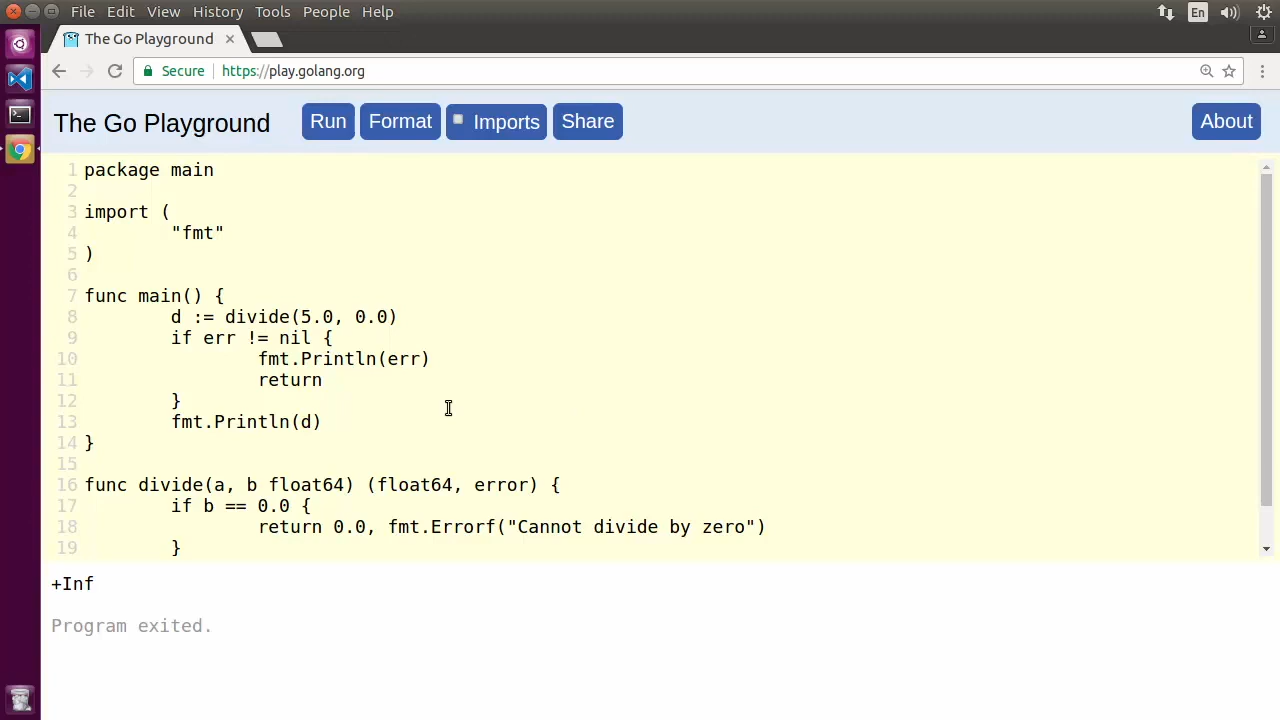 File Edit View History Tools People Help
En
The Go Playground
Secure https://play.golang.org
The Go Playground Run Format Imports Share About
1 package main
2
3 import (
4 "fmt"
5 )
6
7 func main() {
8 d := divide(5.0, 0.0)
9 if err != nil {
10 fmt.Println(err)
11 return
12 }
13 fmt.Println(d)
14 }
15
16 func divide(a, b float64) (float64, error) {
17 if b == 0.0 {
18 return 0.0, fmt.Errorf("Cannot divide by zero")
19 }
+Inf
Program exited.